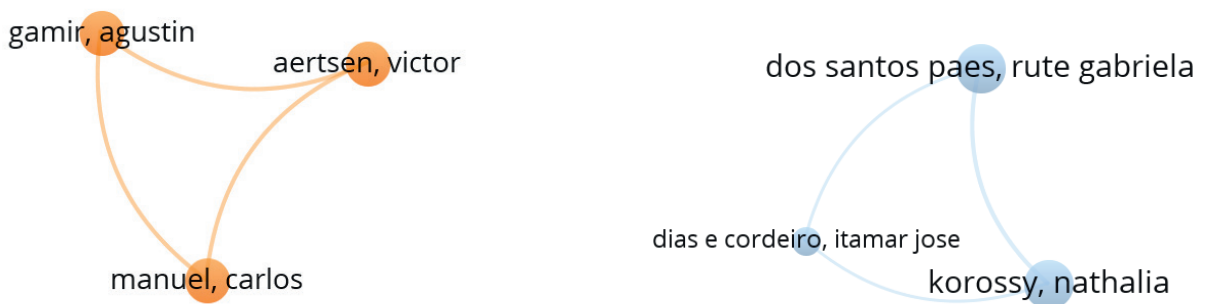 gamir, agustin
aertsen, victor
manuel, carlos
dos santos paes, rute gabriela
dias e cordeiro, itamar jose
korossy, nathalia